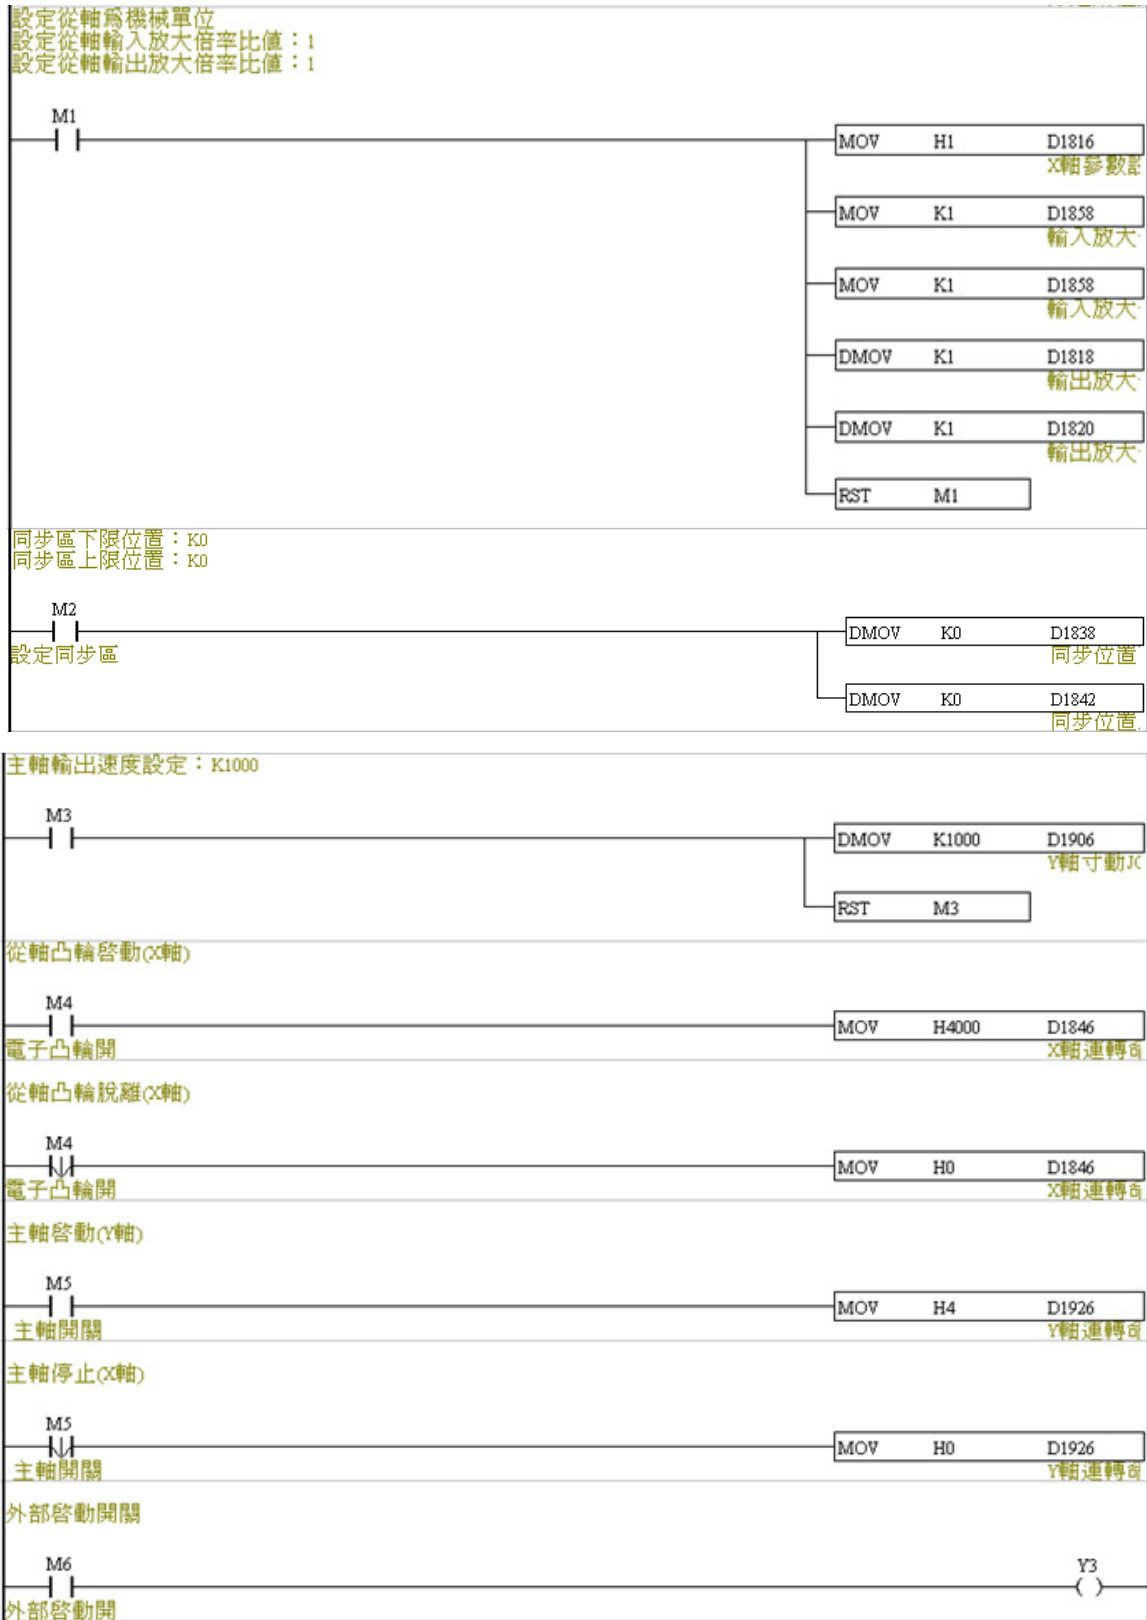 設定從軸為機械單位
設定從軸輸入放大倍率比值：1
設定從軸輸出放大倍率比值：1
M1
MOV H1 D1816
X軸參數設
MOV K1 D1858
輸入放大
MOV K1 D1858
輸入放大
DMOV K1 D1818
輸出放大
DMOV K1 D1820
輸出放大
RST M1
同步區下限位置：K0
同步區上限位置：K0
M2
DMOV K0 D1838
設定同步區
同步位置
DMOV K0 D1842
同步位置
主軸輸出速度設定：K1000
M3
DMOV K1000 D1906
Y軸寸動JO
RST M3
從軸凸輪啓動(X軸)
M4
MOV H4000 D1846
電子凸輪開
X軸運轉
從軸凸輪脫離(X軸)
M4
MOV H0 D1846
電子凸輪開
X軸運轉
主軸啓動(Y軸)
M5
MOV H4 D1926
主軸開關
Y軸運轉
主軸停止(X軸)
M5
MOV H0 D1926
主軸開關
Y軸運轉
外部啓動開關
M6
Y3
外部啓動開